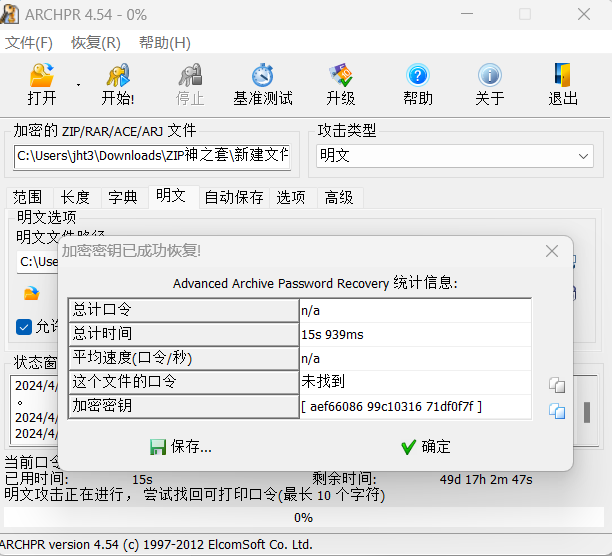 ARCHPR 4.54 - 0%
文件(F) 恢复(R) 帮助(H)
打开 开始! 停止 基准测试 升级 帮助 关于 退出
加密的 ZIP/RAR/ACE/ARJ 文件 攻击类型
C:\Users\jht3\Downloads\ZIP神之套\新建文件 明文
范围 长度 字典 明文 自动保存 选项 高级
明文选项
明文文件路径
加密密钥已成功恢复!
C:\Use
Advanced Archive Password Recovery 统计信息:
总计口令 n/a
允许
总计时间 15s 939ms
平均速度(口令/秒) n/a
状态窗
这个文件的口令 未找到
2024/4/
加密密钥 [ aef66086 99c10316 71df0f7f ]
。
2024/4/
2024/4/
保存... 确定
当前口令
已用时间: 15s 剩余时间: 49d 17h 2m 47s
明文攻击正在进行，尝试找回可打印口令(最长 10 个字符)
0%
ARCHPR version 4.54 (c) 1997-2012 ElcomSoft Co. Ltd.